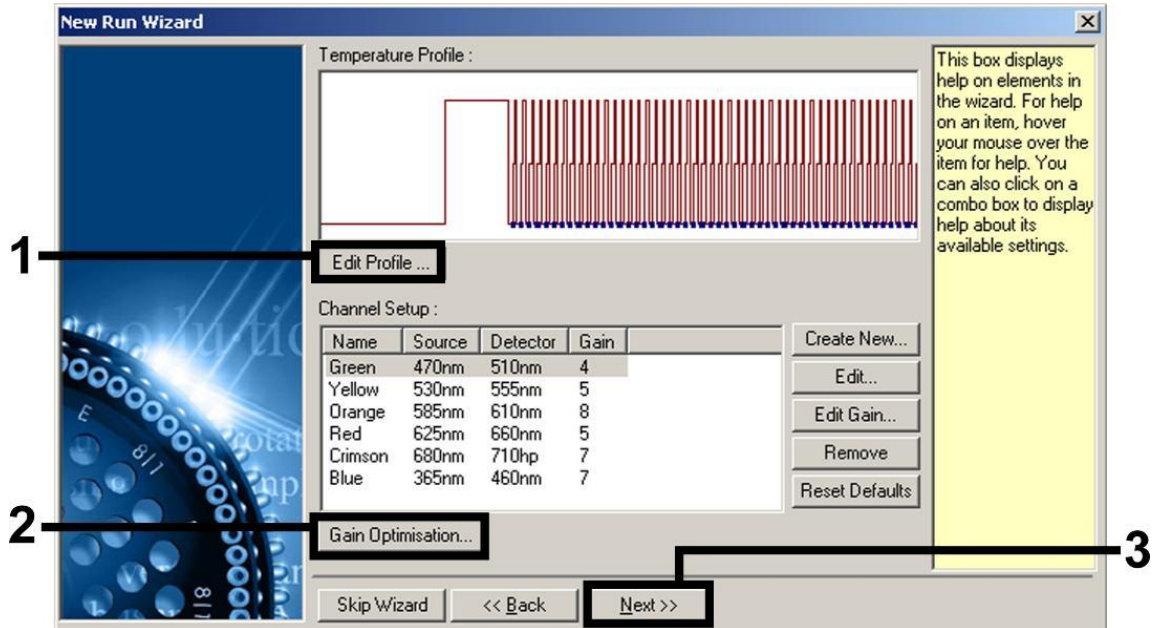 New Run Wizard
Temperature Profile :
1
Edit Profile ...
Channel Setup :
Name Source Detector Gain
Green 470nm 510nm 4
Yellow 530nm 555nm 5
Orange 585nm 610nm 8
Red 625nm 660nm 5
Crimson 680nm 710hp 7
Blue 365nm 460nm 7
Create New...
Edit...
Edit Gain...
Remove
Reset Defaults
2
Gain Optimisation...
3
Skip Wizard
<< Back
Next >>
This box displays
help on elements in
the wizard. For help
on an item, hover
your mouse over the
item for help. You
can also click on a
combo box to display
help about its
available settings.